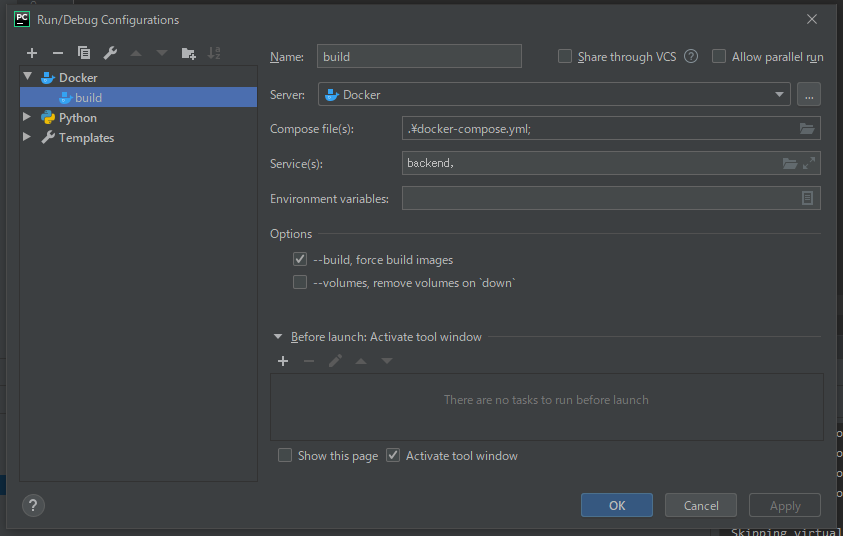 PC Run/Debug Configurations
Name: build Share through VCS ? Allow parallel run
Docker
build
Python
Templates
Server: Docker ...
Compose file(s): .¥docker-compose.yml;
Service(s): backend,
Environment variables:
Options
--build, force build images
--volumes, remove volumes on `down`
Before launch: Activate tool window
There are no tasks to run before launch
Show this page Activate tool window
? OK Cancel Apply
Skipping virtual